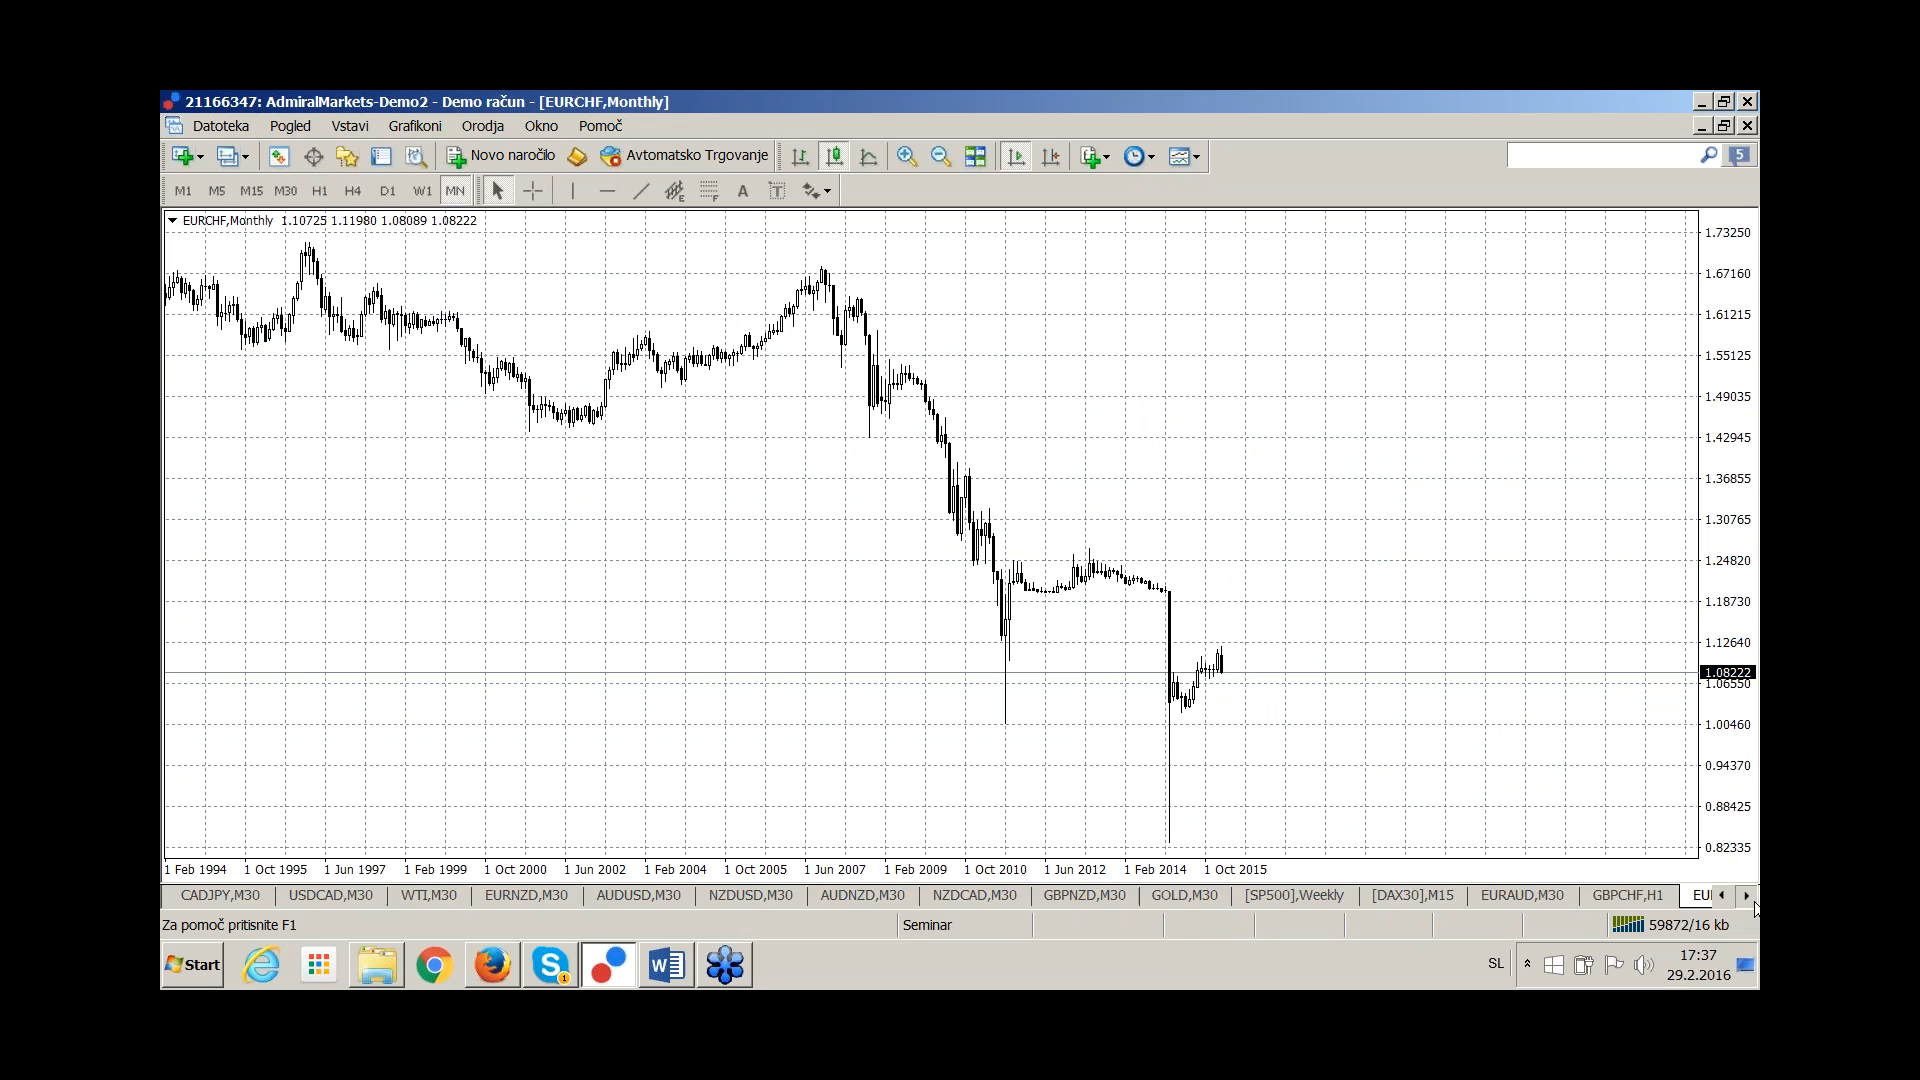 21166347: AdmiralMarkets-Demo2 - Demo račun - [EURCHF,Monthly]
Datoteka Pogled Vstavi Grafikoni Orodja Okno Pomoč
Novo naročilo Avtomatsko Trgovanje 5
M1 M5 M15 M30 H1 H4 D1 W1 MN E F A T
EURCHF,Monthly 1.10725 1.11980 1.08089 1.08222
1.73250
1.67160
1.61215
1.55125
1.49035
1.42945
1.36855
1.30765
1.24820
1.18730
1.12640
1.08222
1.06550
1.00460
0.94370
0.88425
0.82335
1 Feb 1994 1 Oct 1995 1 Jun 1997 1 Feb 1999 1 Oct 2000 1 Jun 2002 1 Feb 2004 1 Oct 2005 1 Jun 2007 1 Feb 2009 1 Oct 2010 1 Jun 2012 1 Feb 2014 1 Oct 2015
CADJPY,M30 USDCAD,M30 WTI,M30 EURNZD,M30 AUDUSD,M30 NZDUSD,M30 AUDNZD,M30 NZDCAD,M30 GBPNZD,M30 GOLD,M30 [SP500],Weekly [DAX30],M15 EURAUD,M30 GBPCHF,H1 EU
Za pomoč pritisnite F1 Seminar 59872/16 kb
Start S 1 W SL 17:37
29.2.2016